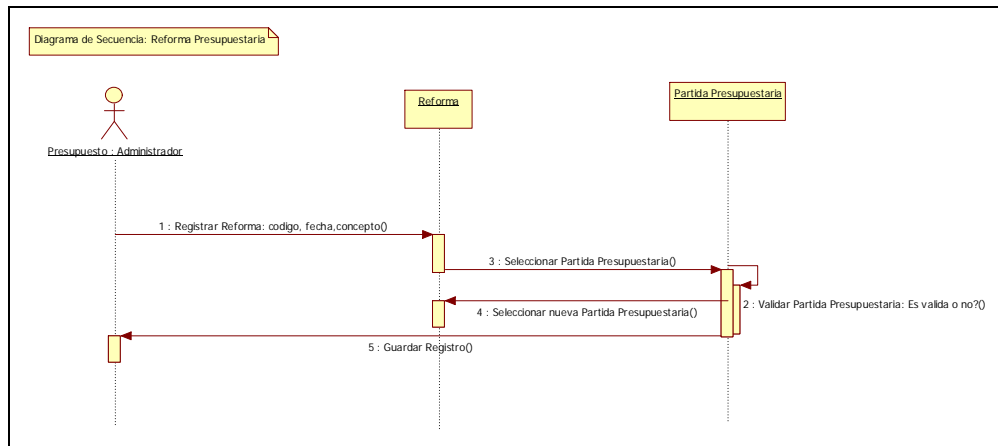 Diagrama de Secuencia: Reforma Presupuestaria
Reforma
Partida Presupuestaria
Presupuesto : Administrador
1 : Registrar Reforma: codigo, fecha,concepto()
3 : Seleccionar Partida Presupuestaria()
2 : Validar Partida Presupuestaria: Es valida o no?()
4 : Seleccionar nueva Partida Presupuestaria()
5 : Guardar Registro()